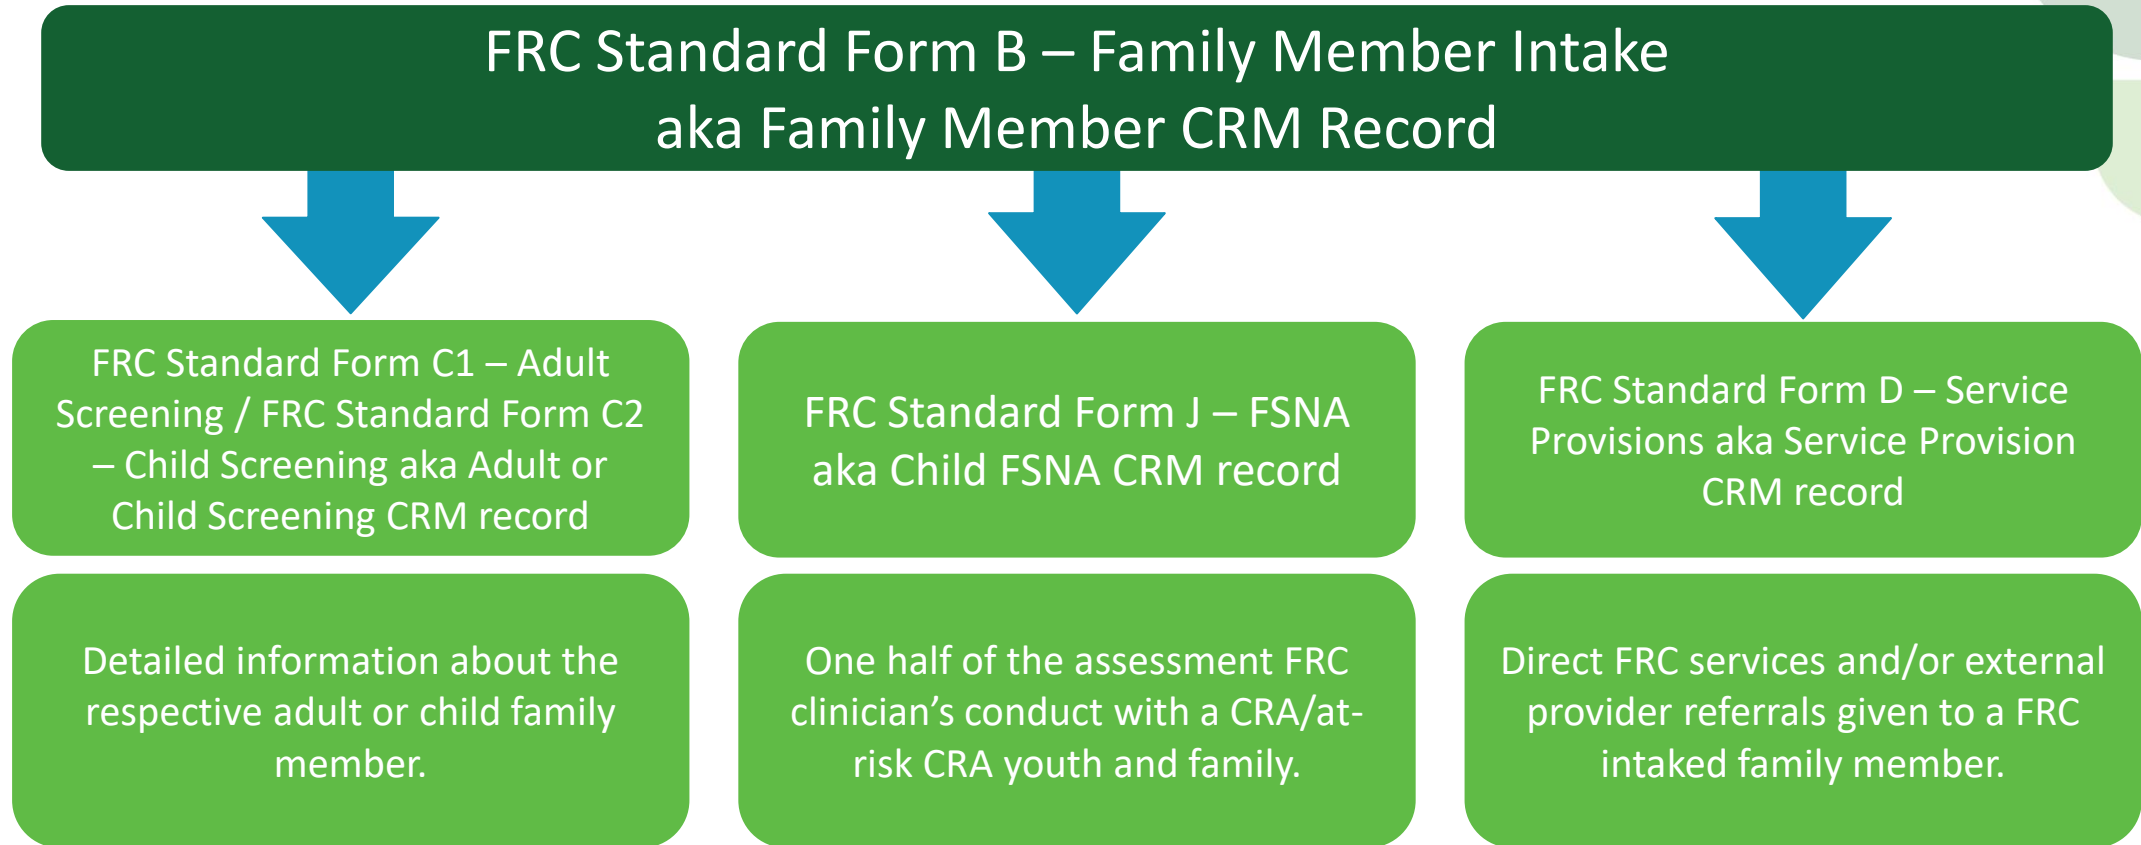 FRC Standard Form B – Family Member Intake
aka Family Member CRM Record
FRC Standard Form C1 – Adult
Screening / FRC Standard Form C2
– Child Screening aka Adult or
Child Screening CRM record
FRC Standard Form J – FSNA
aka Child FSNA CRM record
FRC Standard Form D – Service
Provisions aka Service Provision
CRM record
Detailed information about the
respective adult or child family
member.
One half of the assessment FRC
clinician’s conduct with a CRA/at-
risk CRA youth and family.
Direct FRC services and/or external
provider referrals given to a FRC
intaked family member.